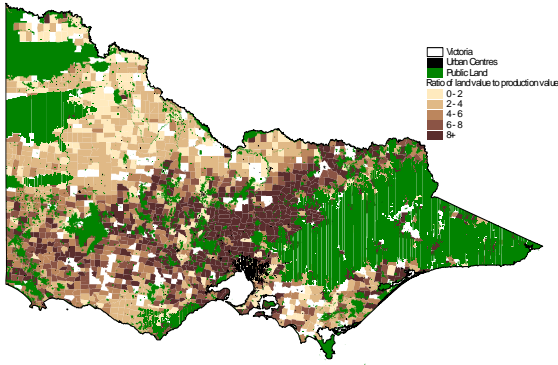 Victoria
Urban Centres
Public Land
Ratio of land value to production value
0 - 2
2 - 4
4 - 6
6 - 8
8+